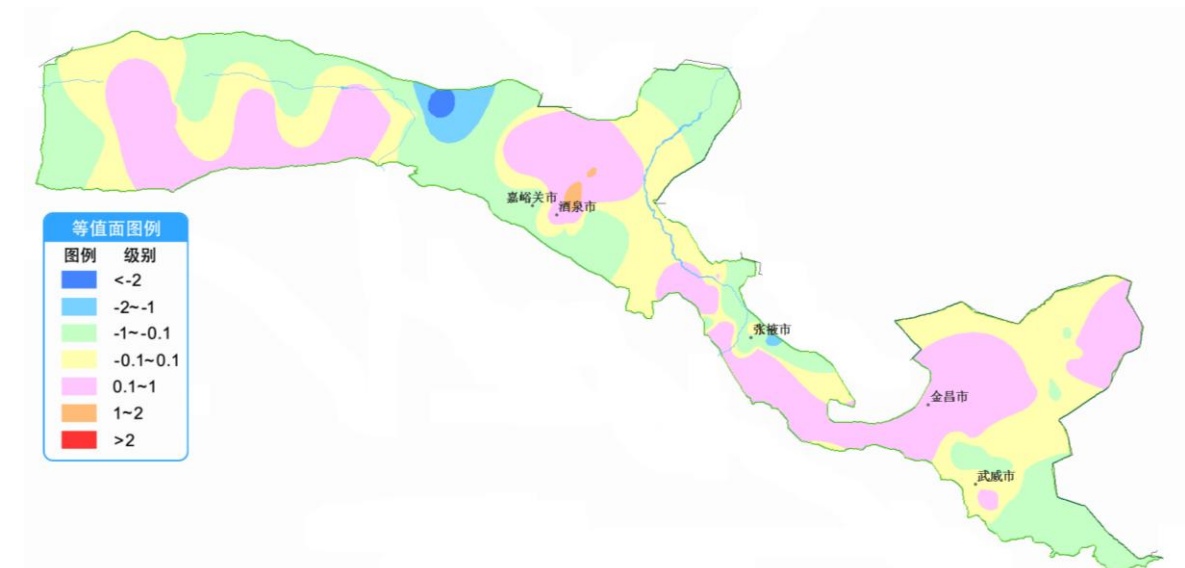 嘉峪关市
酒泉市
等值面图例
图例 级别
<-2
-2~-1
-1~-0.1
-0.1~0.1
0.1~1
1~2
>2
张掖市
金昌市
武威市